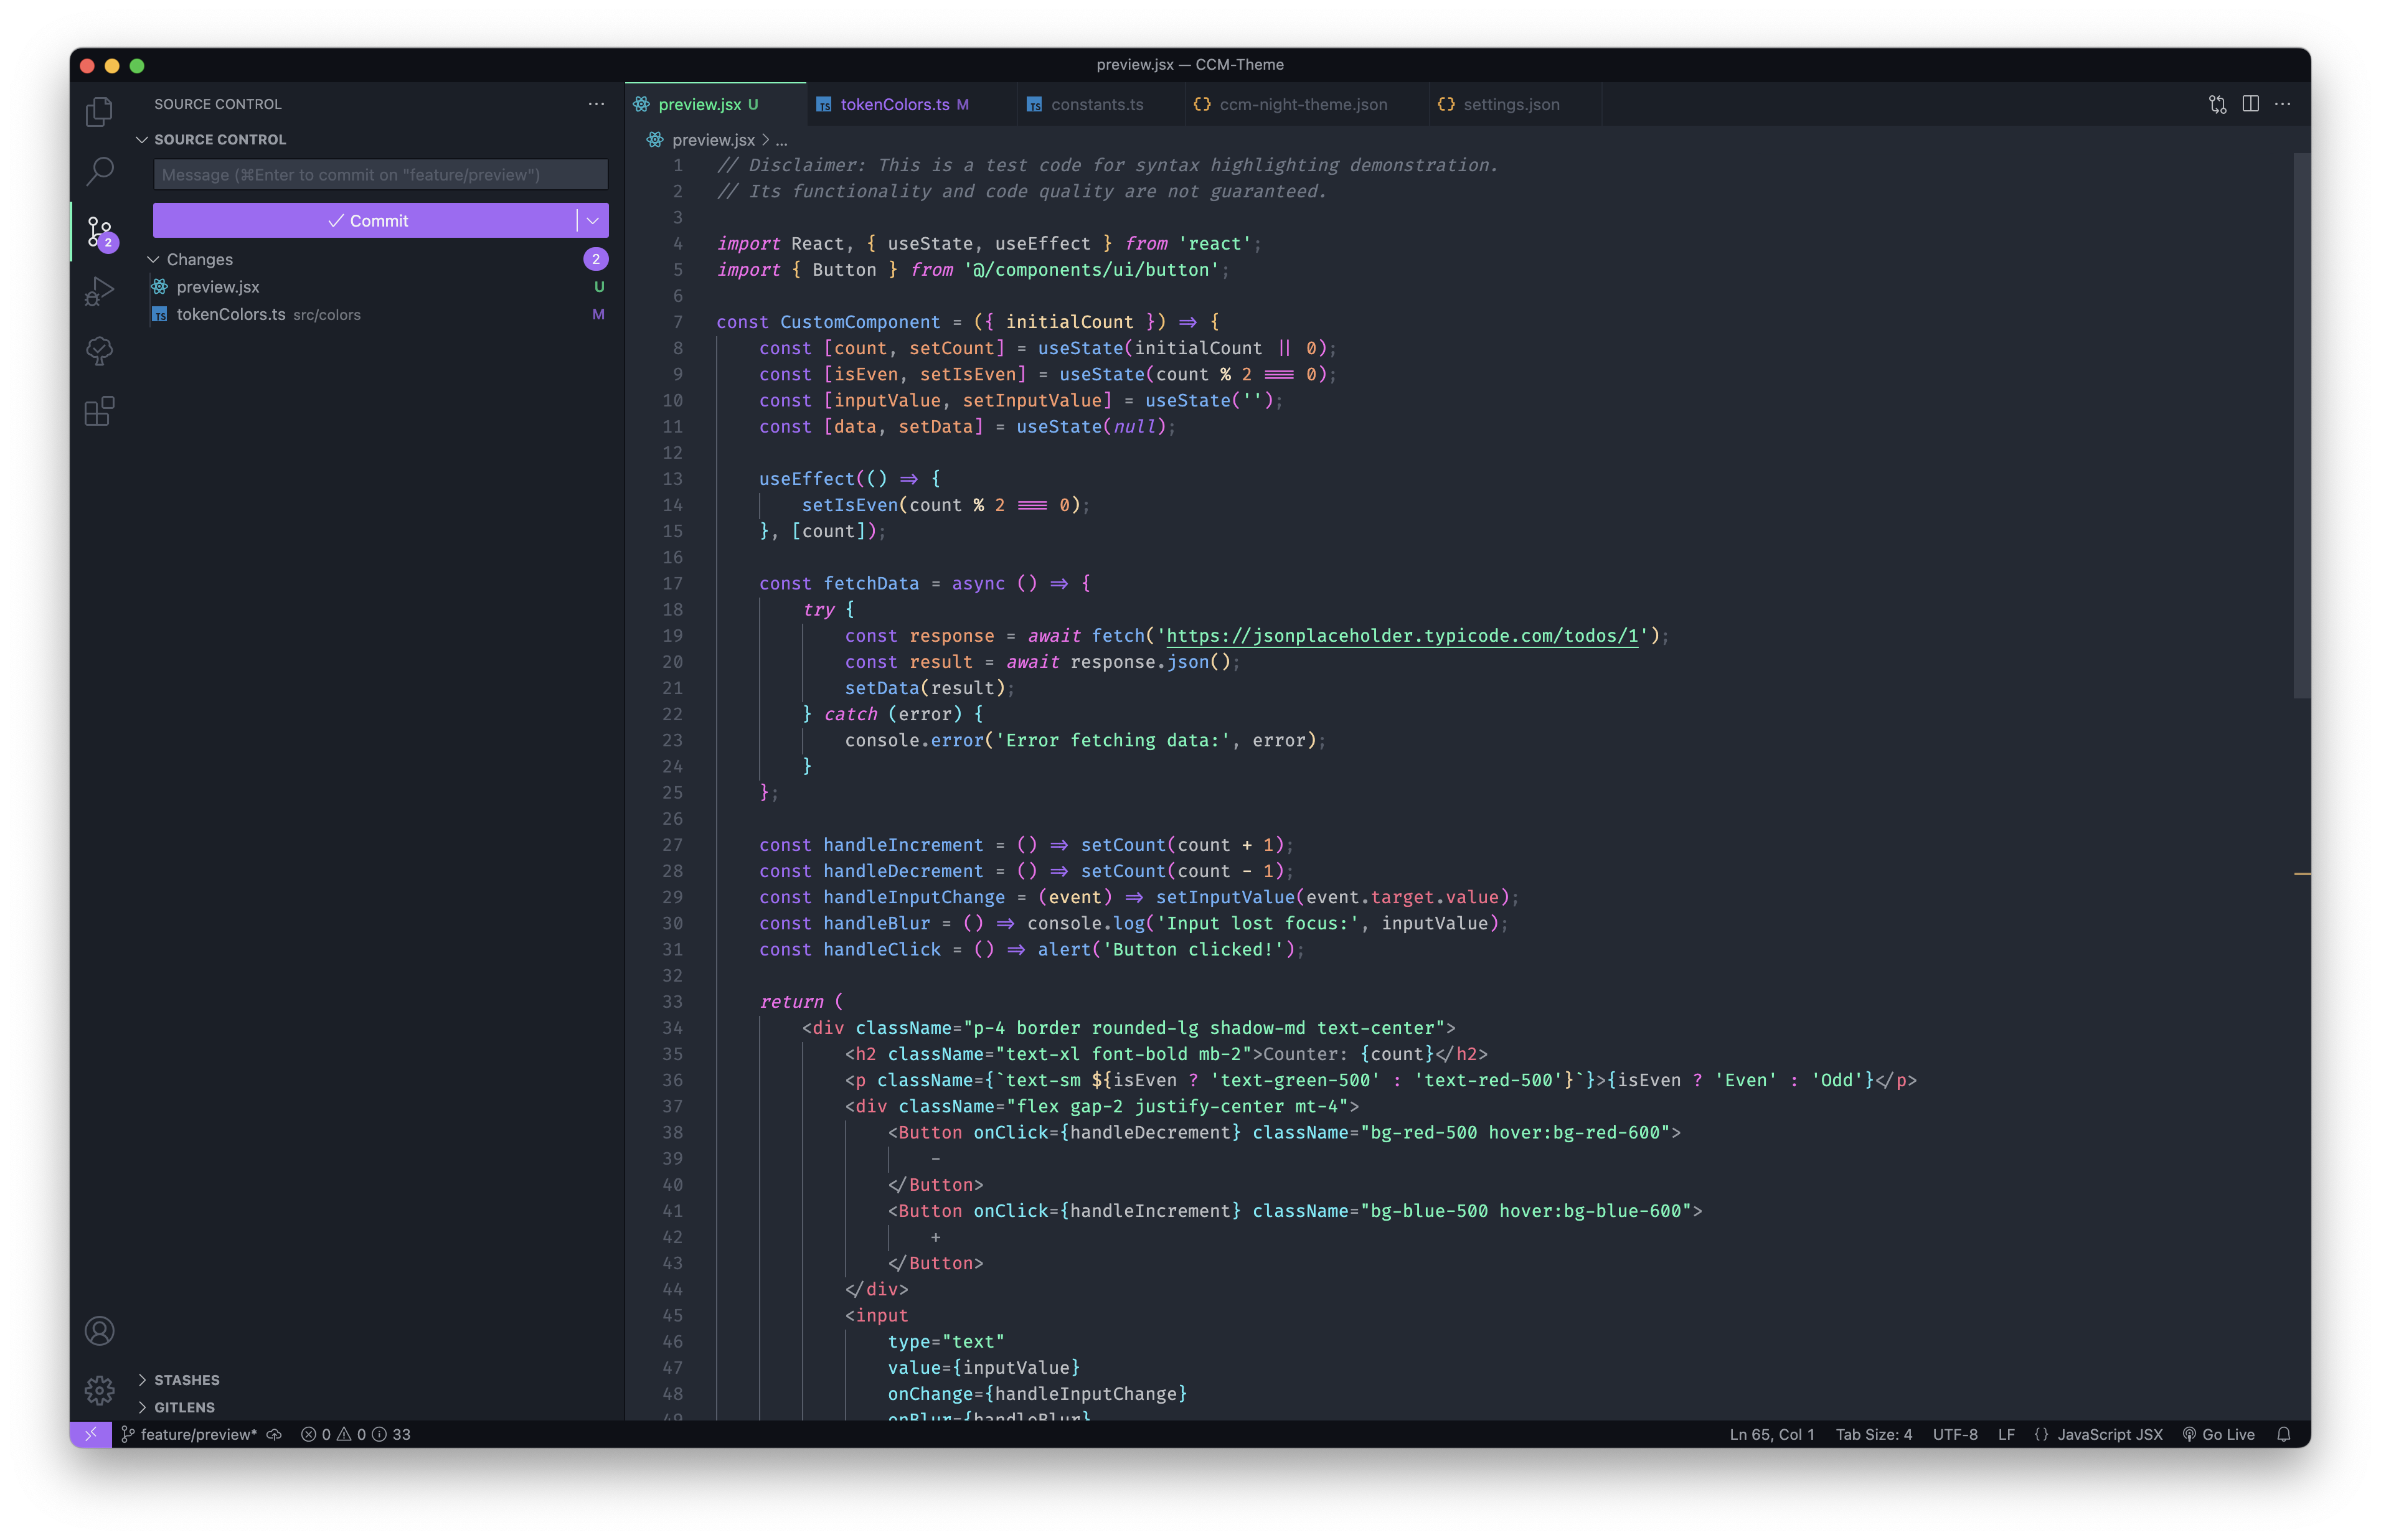 preview.jsx — CCM-Theme
SOURCE CONTROL
SOURCE CONTROL
Message (⌘Enter to commit on "feature/preview")
Commit
Changes 2
preview.jsx U
tokenColors.ts src/colors M
2
STASHES
GITLENS
preview.jsx U tokenColors.ts M constants.ts ccm-night-theme.json settings.json
preview.jsx > ...
1 // Disclaimer: This is a test code for syntax highlighting demonstration.
2 // Its functionality and code quality are not guaranteed.
3
4 import React, { useState, useEffect } from 'react';
5 import { Button } from '@/components/ui/button';
6
7 const CustomComponent = ({ initialCount }) => {
8     const [count, setCount] = useState(initialCount || 0);
9     const [isEven, setIsEven] = useState(count % 2 === 0);
10     const [inputValue, setInputValue] = useState('');
11     const [data, setData] = useState(null);
12
13     useEffect(() => {
14         setIsEven(count % 2 === 0);
15     }, [count]);
16
17     const fetchData = async () => {
18         try {
19             const response = await fetch('https://jsonplaceholder.typicode.com/todos/1');
20             const result = await response.json();
21             setData(result);
22         } catch (error) {
23             console.error('Error fetching data:', error);
24         }
25     };
26
27     const handleIncrement = () => setCount(count + 1);
28     const handleDecrement = () => setCount(count - 1);
29     const handleInputChange = (event) => setInputValue(event.target.value);
30     const handleBlur = () => console.log('Input lost focus:', inputValue);
31     const handleClick = () => alert('Button clicked!');
32
33     return (
34         <div className="p-4 border rounded-lg shadow-md text-center">
35             <h2 className="text-xl font-bold mb-2">Counter: {count}</h2>
36             <p className={`text-sm ${isEven ? 'text-green-500' : 'text-red-500'}`}>{isEven ? 'Even' : 'Odd'}</p>
37             <div className="flex gap-2 justify-center mt-4">
38                 <Button onClick={handleDecrement} className="bg-red-500 hover:bg-red-600">
39                     -
40                 </Button>
41                 <Button onClick={handleIncrement} className="bg-blue-500 hover:bg-blue-600">
42                     +
43                 </Button>
44             </div>
45             <input
46                 type="text"
47                 value={inputValue}
48                 onChange={handleInputChange}
49                 onBlur={handleBlur}
feature/preview* 0 0 33 Ln 65, Col 1 Tab Size: 4 UTF-8 LF {} JavaScript JSX Go Live